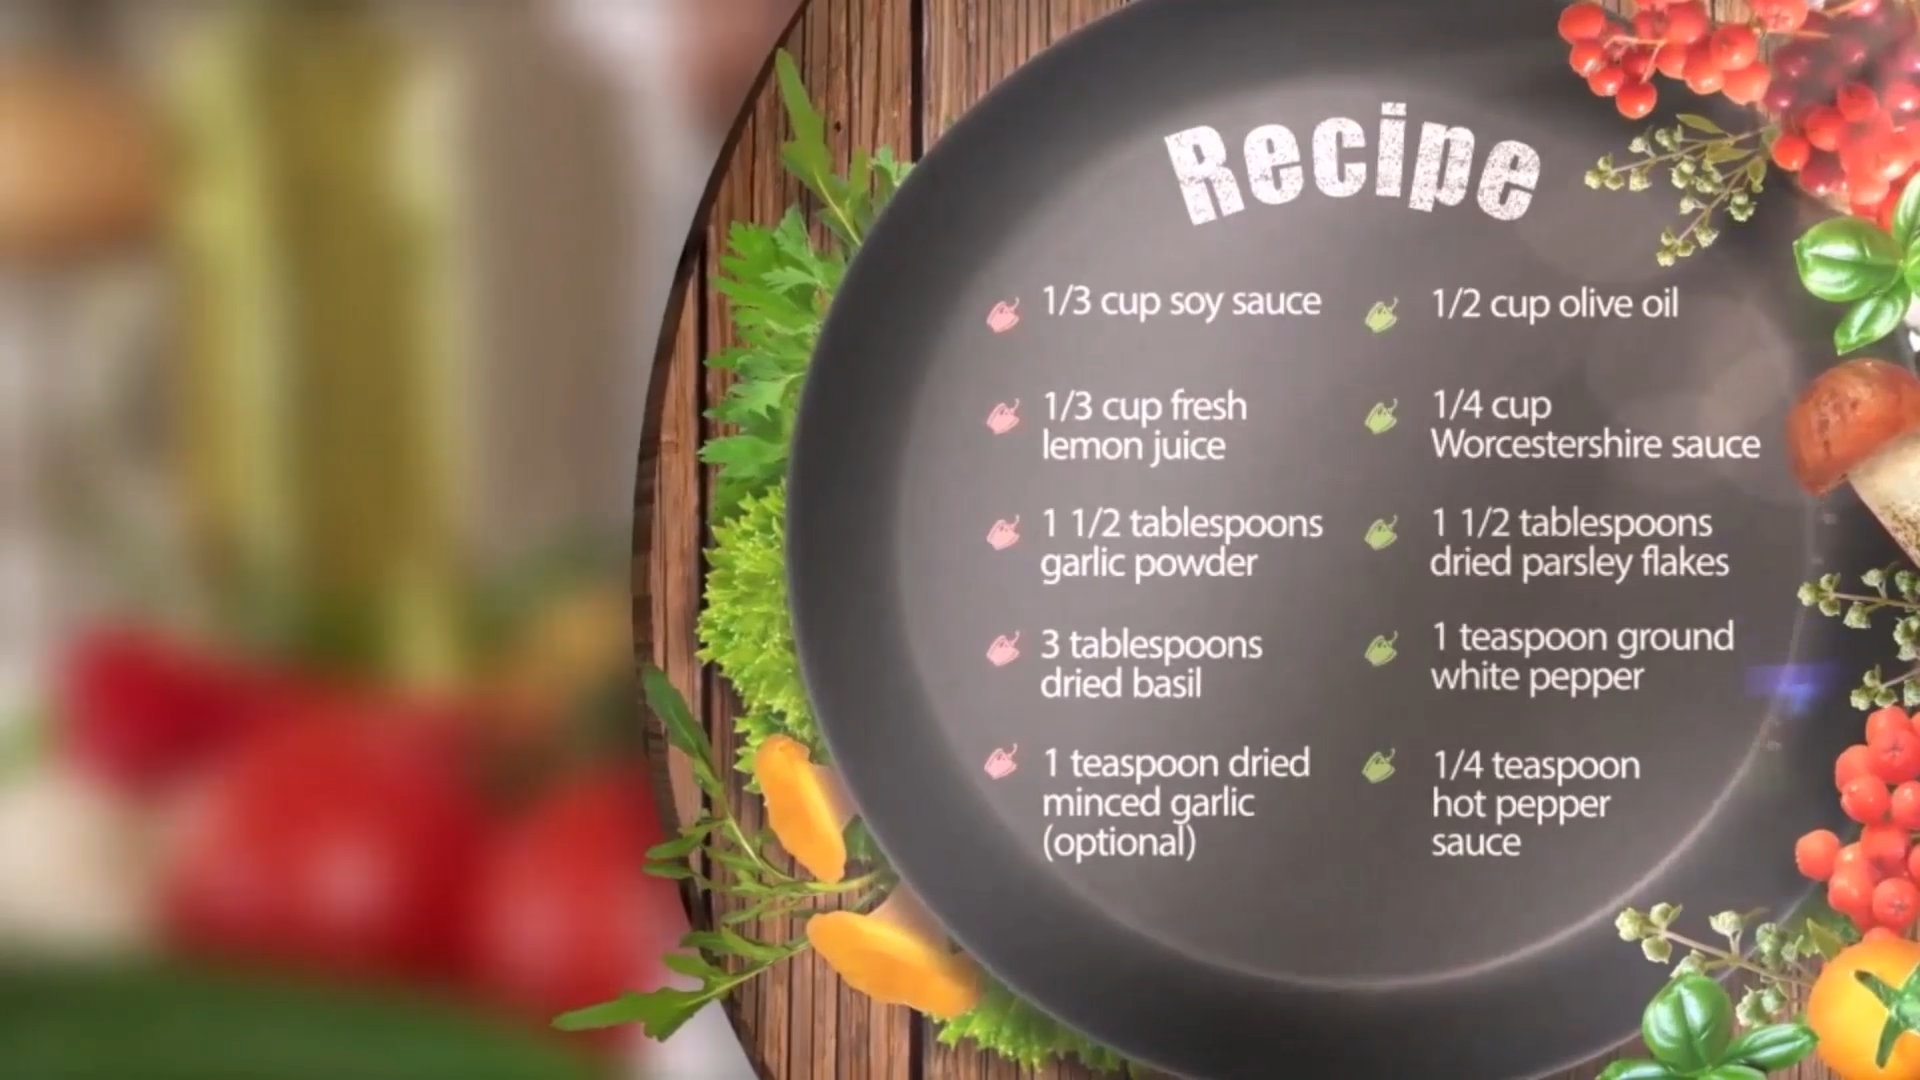 Recipe
1/3 cup soy sauce
1/3 cup fresh
lemon juice
1 1/2 tablespoons
garlic powder
3 tablespoons
dried basil
1 teaspoon dried
minced garlic
(optional)
1/2 cup olive oil
1/4 cup
Worcestershire sauce
1 1/2 tablespoons
dried parsley flakes
1 teaspoon ground
white pepper
1/4 teaspoon
hot pepper
sauce